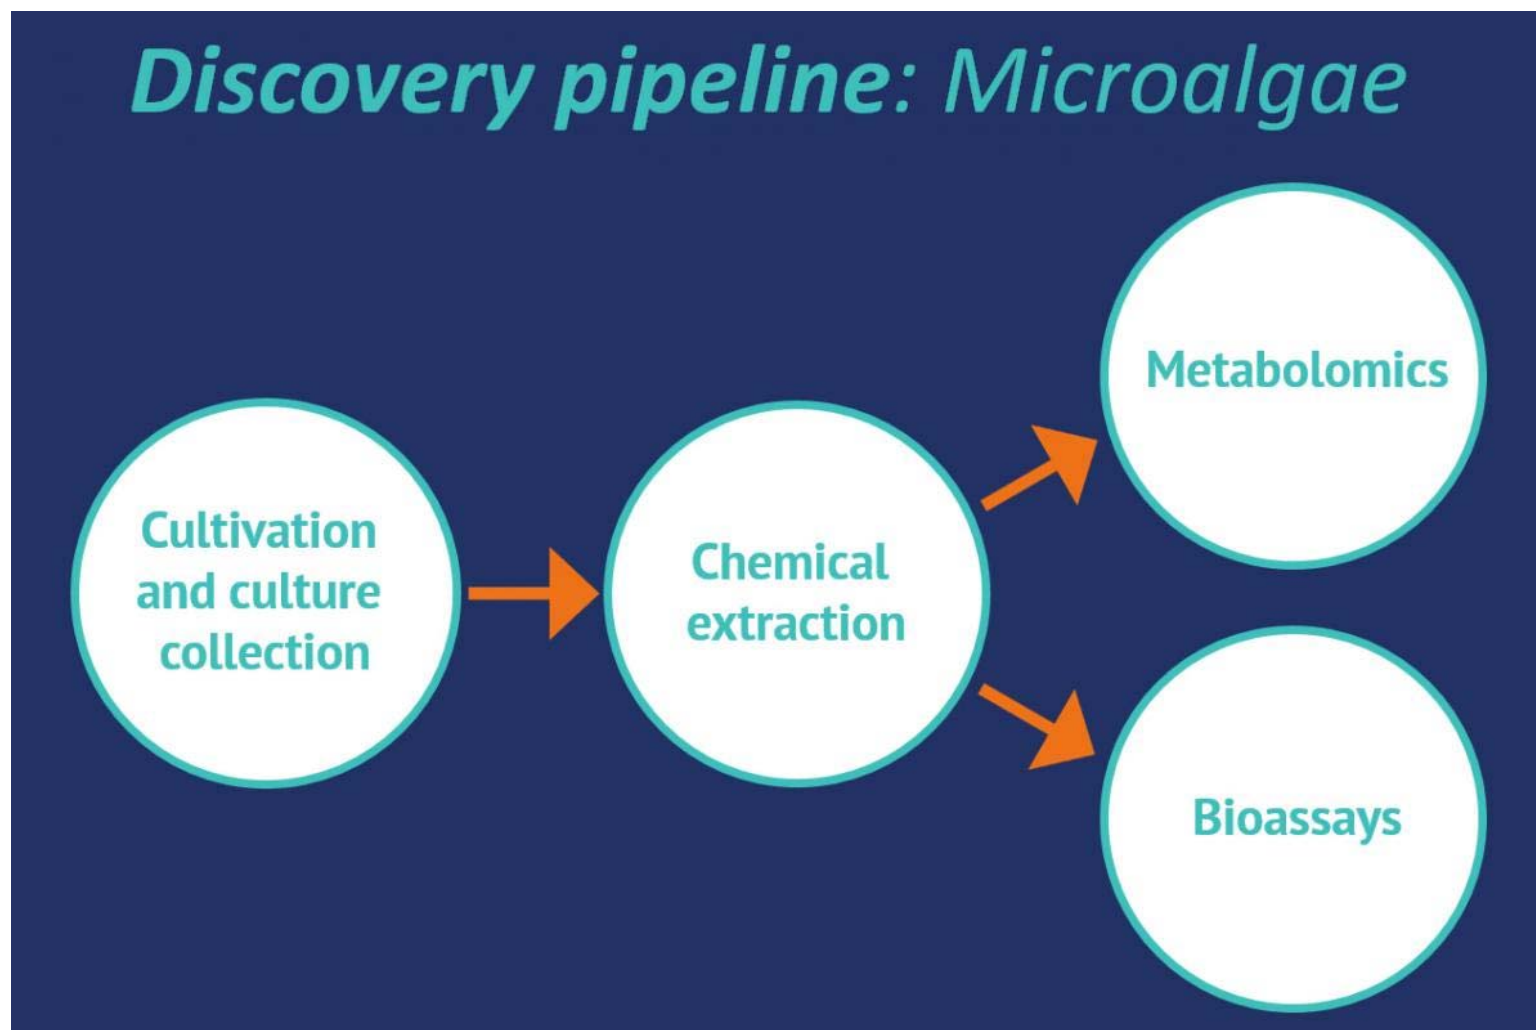 Discovery pipeline: Microalgae
Cultivation
and culture
collection
Chemical
extraction
Metabolomics
Bioassays